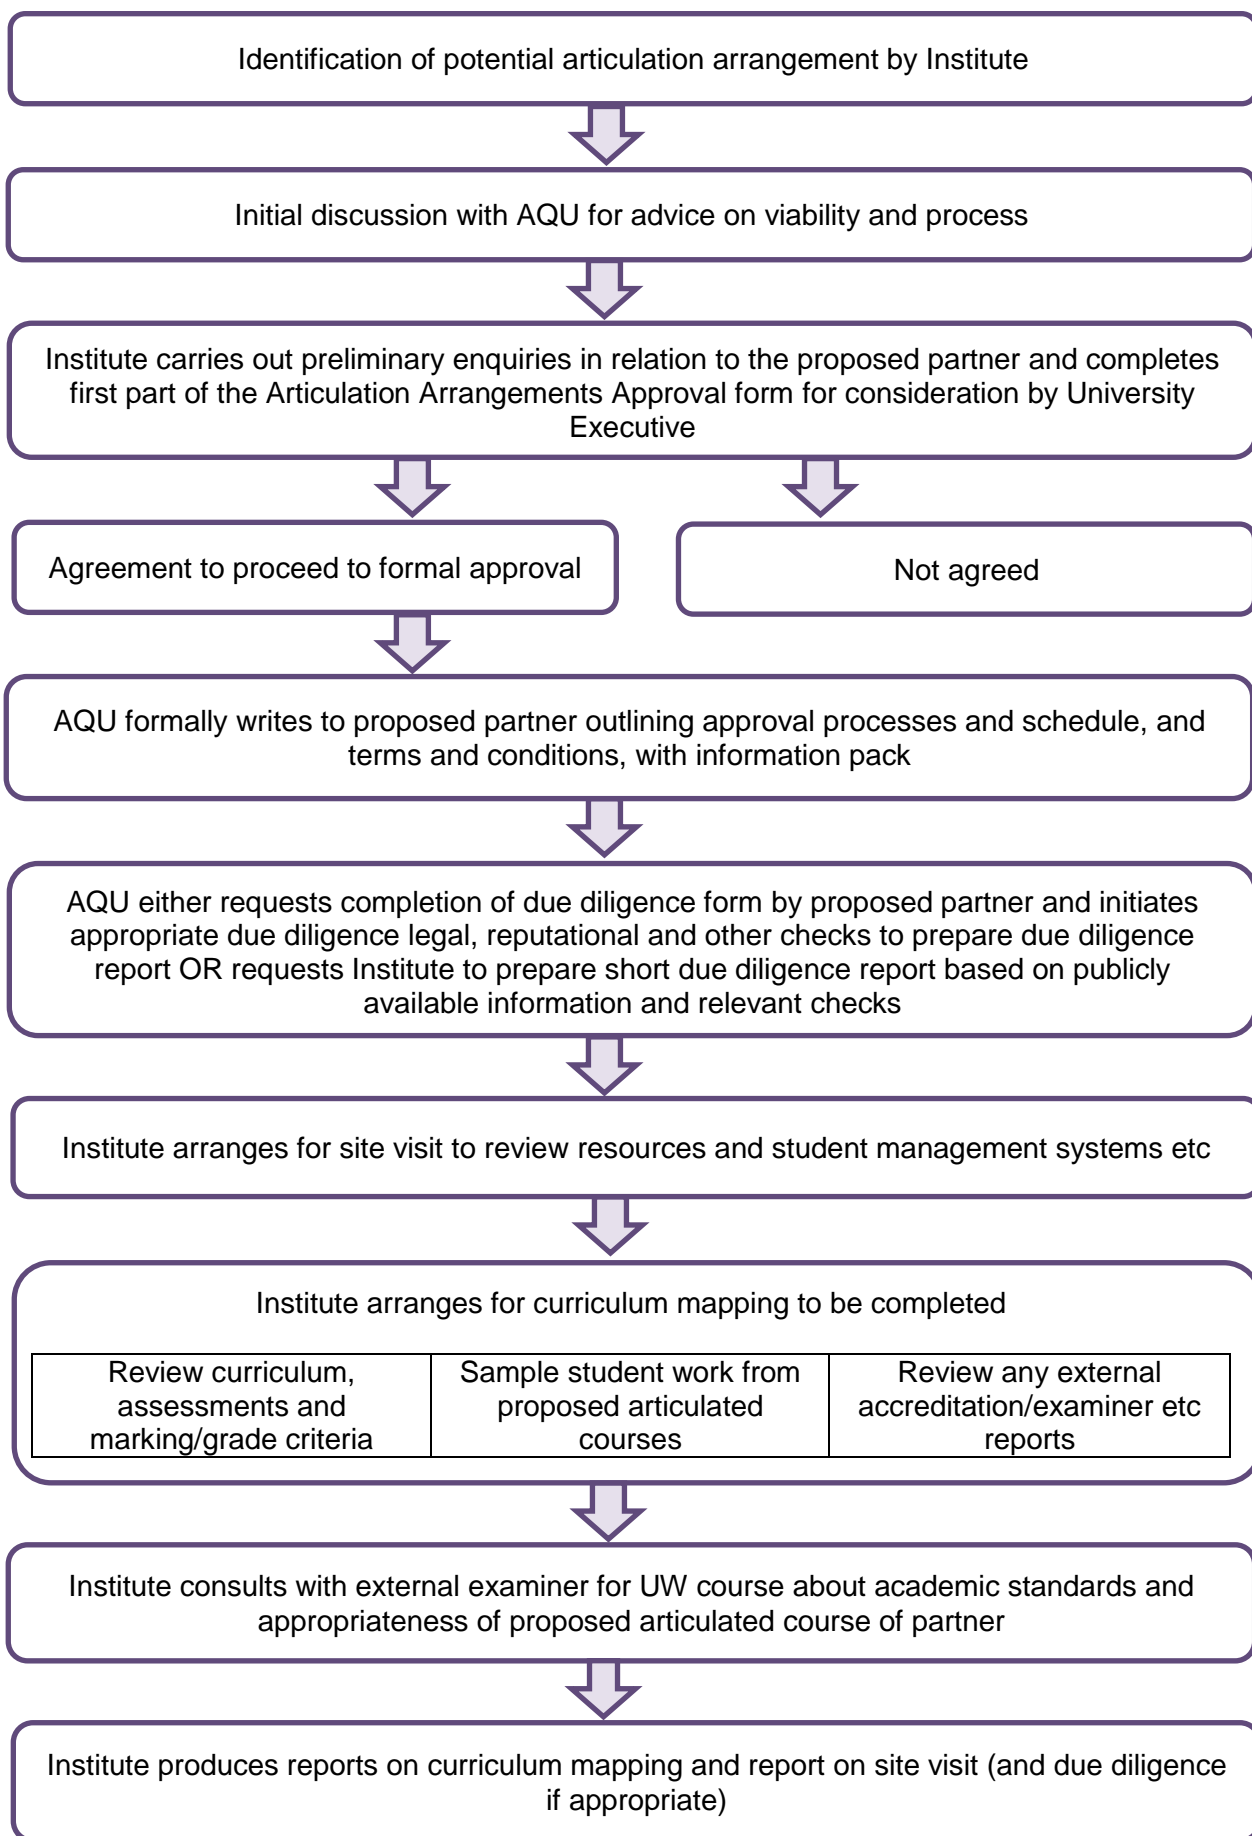 Identification of potential articulation arrangement by Institute
Initial discussion with AQU for advice on viability and process
Institute carries out preliminary enquiries in relation to the proposed partner and completes
first part of the Articulation Arrangements Approval form for consideration by University
Executive
Agreement to proceed to formal approval
Not agreed
AQU formally writes to proposed partner outlining approval processes and schedule, and
terms and conditions, with information pack
AQU either requests completion of due diligence form by proposed partner and initiates
appropriate due diligence legal, reputational and other checks to prepare due diligence
report OR requests Institute to prepare short due diligence report based on publicly
available information and relevant checks
Institute arranges for site visit to review resources and student management systems etc
Institute arranges for curriculum mapping to be completed
Review curriculum,
assessments and
marking/grade criteria
Sample student work from
proposed articulated
courses
Review any external
accreditation/examiner etc
reports
Institute consults with external examiner for UW course about academic standards and
appropriateness of proposed articulated course of partner
Institute produces reports on curriculum mapping and report on site visit (and due diligence
if appropriate)